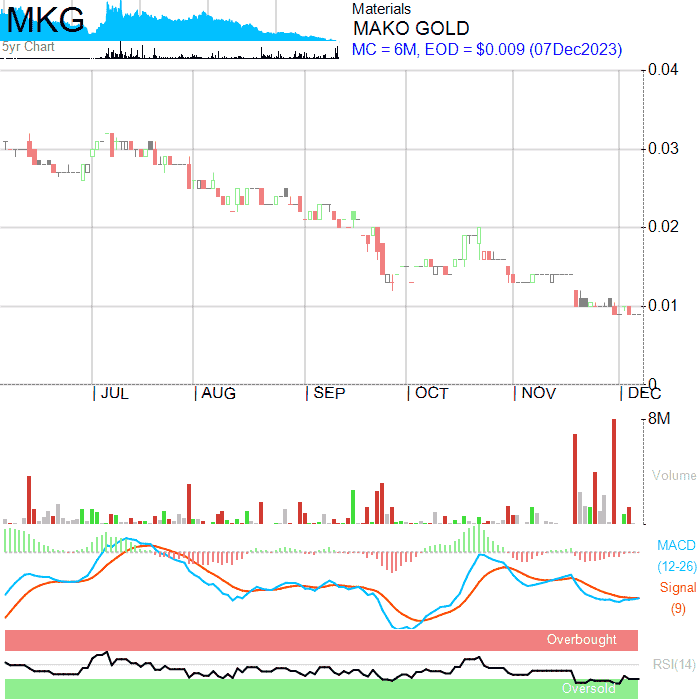 MKG
5yr Chart
Materials
MAKO GOLD
MC = 6M, EOD = $0.009 (07Dec2023)
0.04
0.03
0.02
0.01
0
JUL AUG SEP OCT NOV DEC
8M
Volume
MACD
(12-26)
Signal
(9)
Overbought
RSI(14)
Oversold